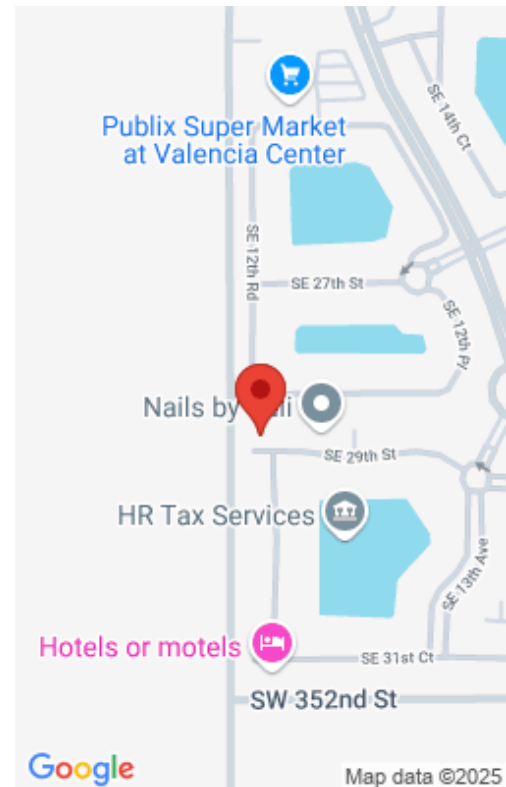 SE 14th Ct
Publix Super Market
at Valencia Center
SE 12th Rd
SE 27th St
SE 12th Py
Nails by
SE 29th St
HR Tax Services
SE 13th Ave
Hotels or motels
SE 31st Ct
SW 352nd St
Google
Map data ©2025